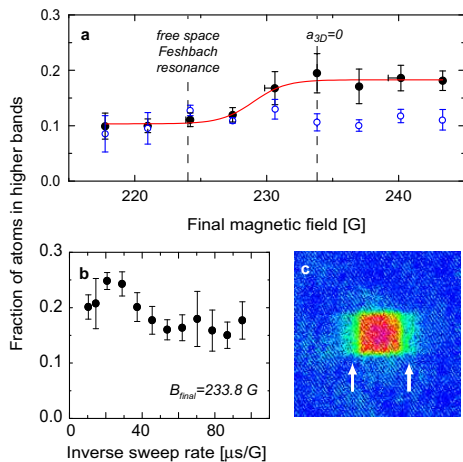 0.3
a
free space
Feshbach
resonance
a3D=0
0.2
0.1
0.0
220
230
240
Final magnetic field [G]
Fraction of atoms in higher bands
0.3
b
0.2
0.1
Bfinal=233.8 G
0.0
0
40
80
Inverse sweep rate [μs/G]
c